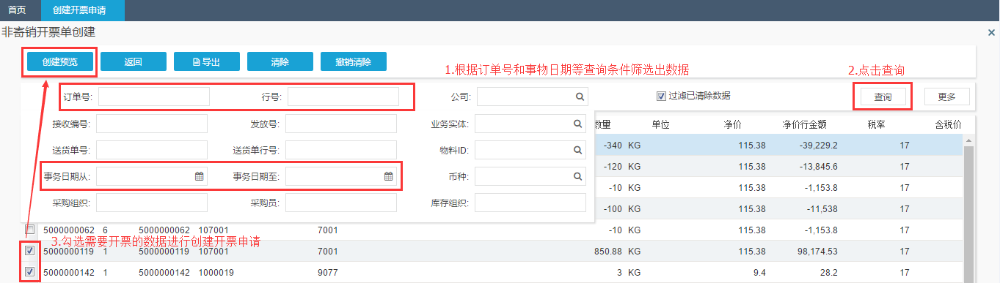 首页 创建开票申请
非寄销开票单创建
创建预览 返回 导出 清除 撤销清除
1.根据订单号和事物日期等查询条件筛选出数据 2.点击查询
订单号: 行号: 公司: 过滤已清除数据 查询 更多
接收编号: 发放号: 业务实体: 数量 单位 净价 净价行金额 税率 含税价
送货单号: 送货单行号: 物料ID: -340 KG 115.38 -39,229.2 17
-120 KG 115.38 -13,845.6 17
事务日期从: 事务日期至: 币种: -10 KG 115.38 -1,153.8 17
采购组织: 采购员: 库存组织: -100 KG 115.38 -11,538 17
5000000062 6 5000000062 107001 7001 -10 KG 115.38 -1,153.8 17
3.勾选需要开票的数据进行创建开票申请
5000000119 1 5000000119 107001 7001 850.88 KG 115.38 98,174.53 17
5000000142 1 5000000142 1000019 9077 3 KG 9.4 28.2 17